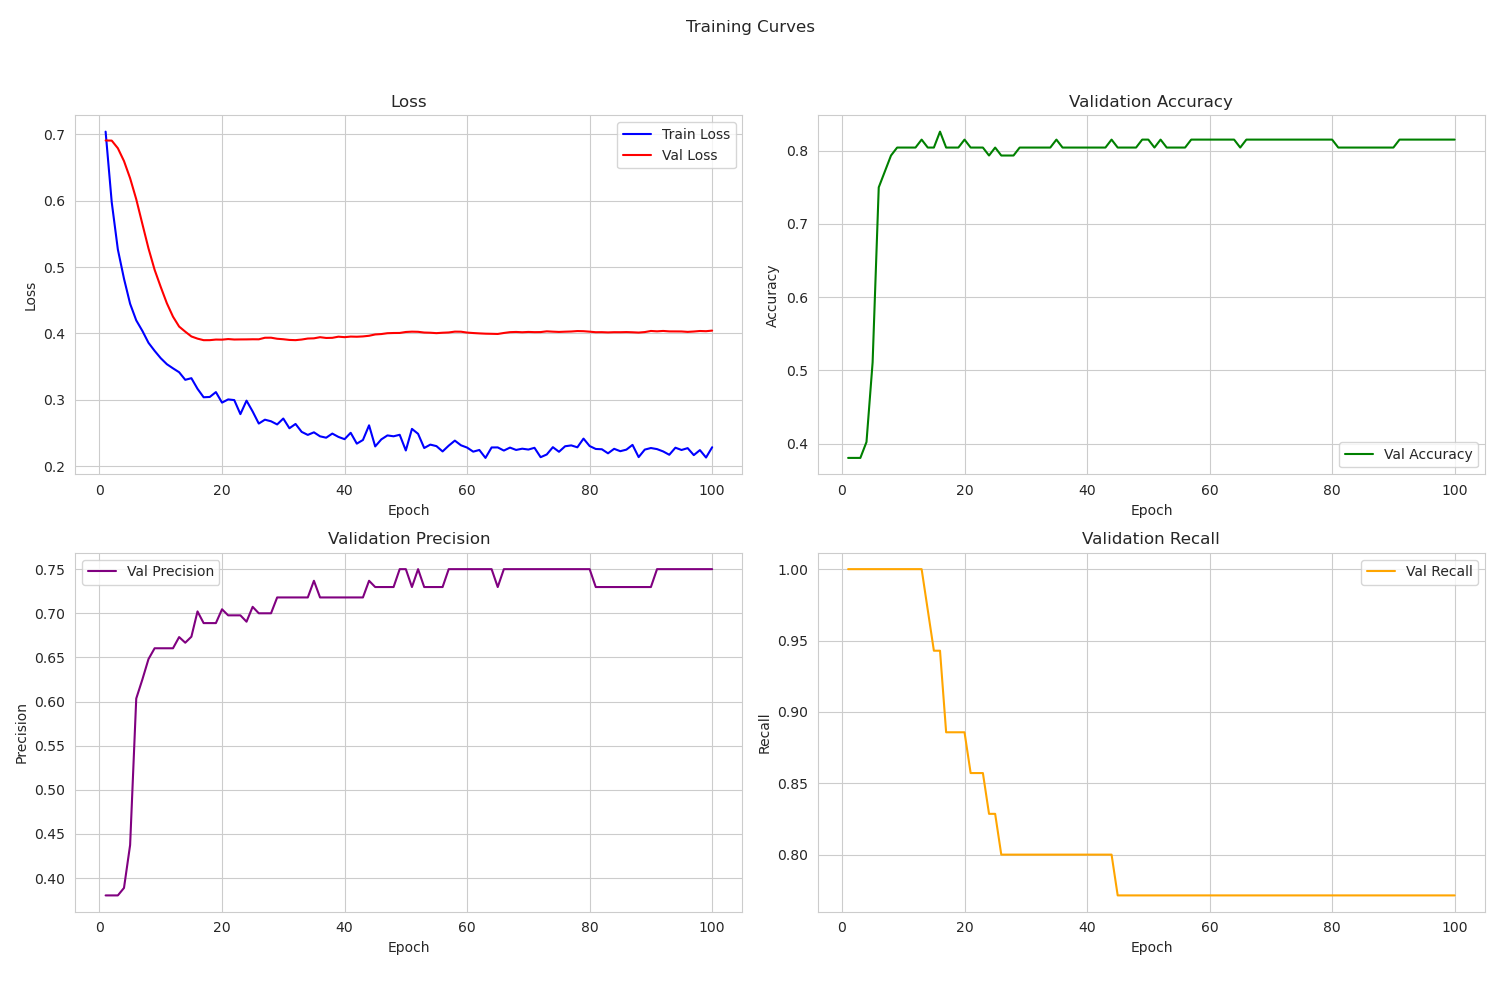 Training Curves
Loss
0.7
0.6
0.5
0.4
0.3
0.2
Loss
Train Loss
Val Loss
0 20 40 60 80 100
Epoch
Validation Accuracy
0.8
0.7
0.6
0.5
0.4
Accuracy
Val Accuracy
0 20 40 60 80 100
Epoch
Validation Precision
0.75
0.70
0.65
0.60
0.55
0.50
0.45
0.40
Precision
Val Precision
0 20 40 60 80 100
Epoch
Validation Recall
1.00
0.95
0.90
0.85
0.80
Recall
Val Recall
0 20 40 60 80 100
Epoch